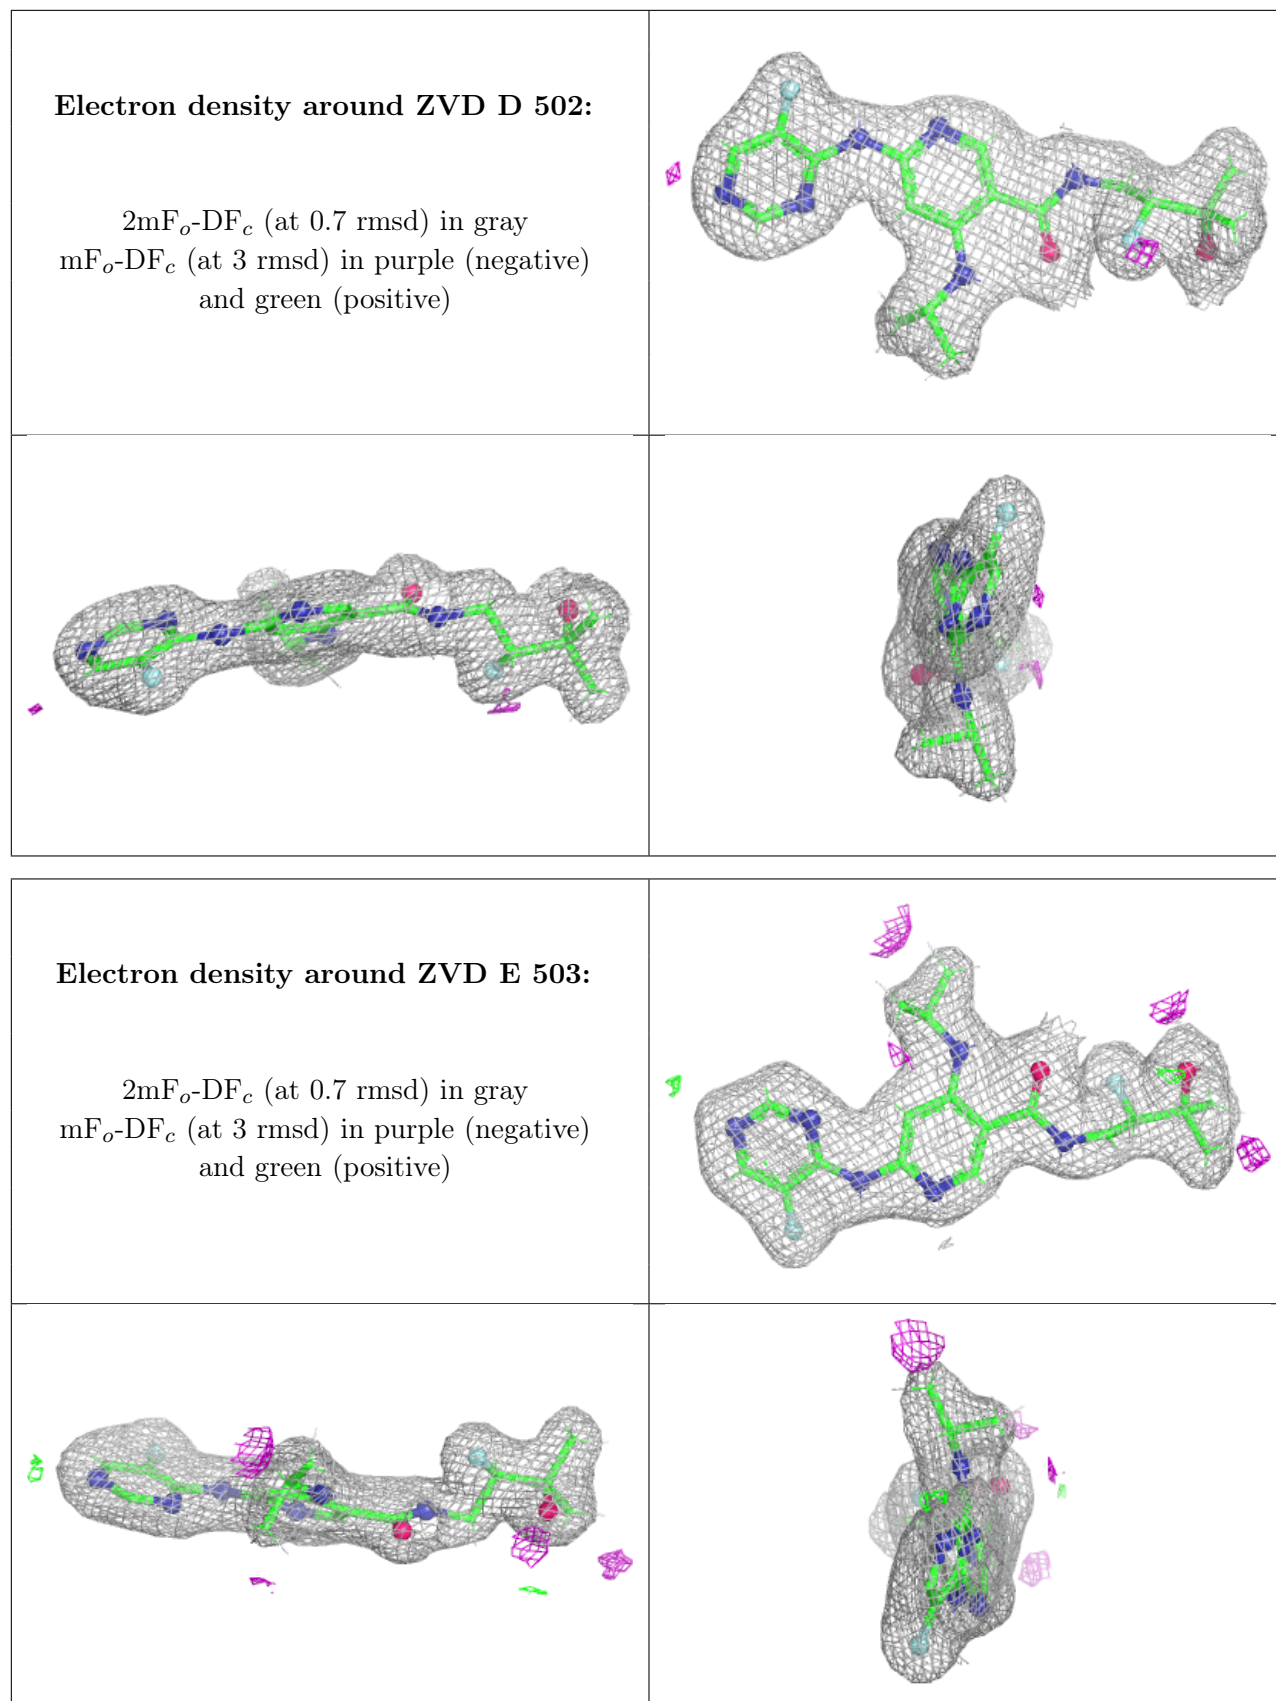 Electron density around ZVD D 502:
2mFo-DFc (at 0.7 rmsd) in gray
mFo-DFc (at 3 rmsd) in purple (negative)
and green (positive)
Electron density around ZVD E 503:
2mFo-DFc (at 0.7 rmsd) in gray
mFo-DFc (at 3 rmsd) in purple (negative)
and green (positive)